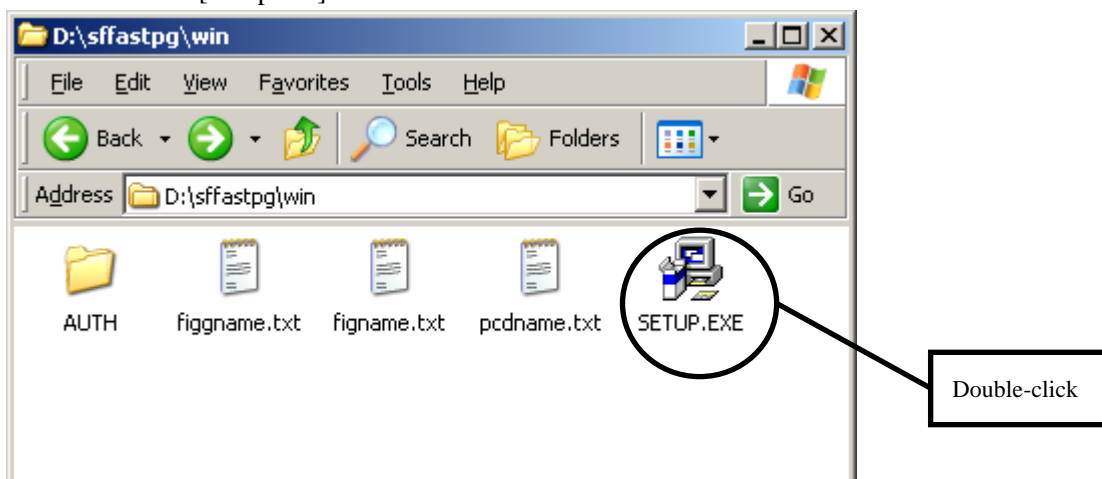 D:\sffastpg\win
File Edit View Favorites Tools Help
Back Search Folders
Address D:\sffastpg\win Go
AUTH figgname.txt figname.txt pcdname.txt SETUP.EXE
Double-click